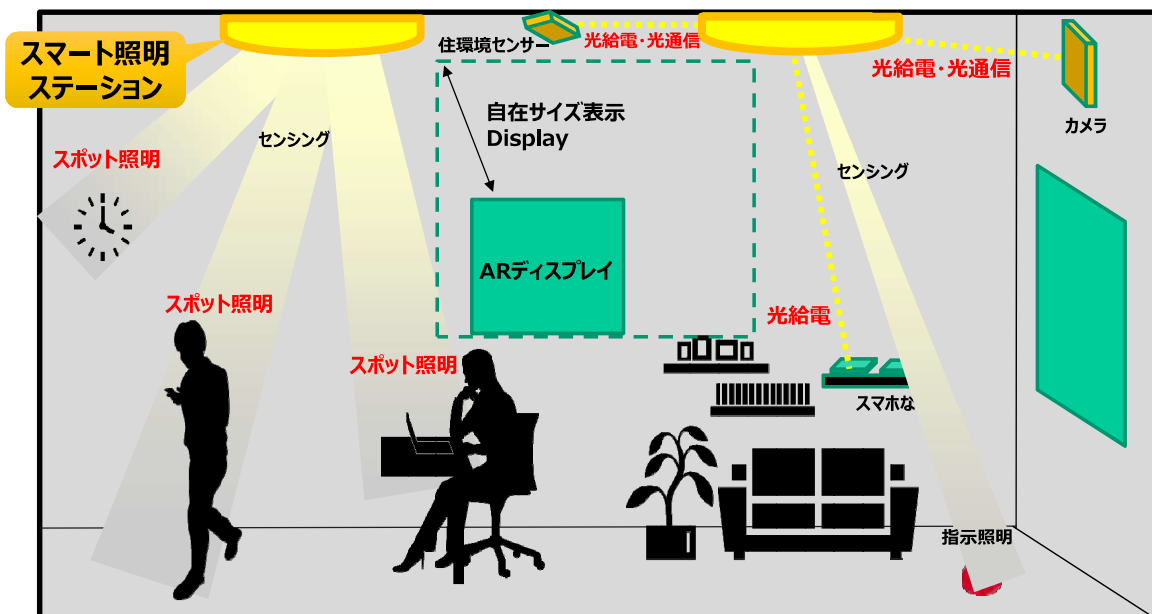 スマート照明
ステーション
住環境センサー
光給電・光通信
光給電・光通信
カメラ
自在サイズ表示
Display
センシング
スポット照明
センシング
ARディスプレイ
スポット照明
光給電
スポット照明
スマホな
指示照明